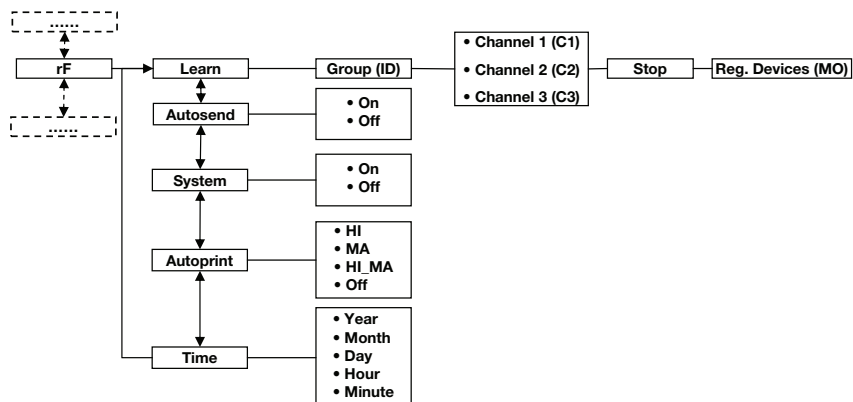 ......
rF
......
Learn
Group (ID)
• Channel 1 (C1)
• Channel 2 (C2)
• Channel 3 (C3)
Stop
Reg. Devices (MO)
Autosend
• On
• Off
System
• On
• Off
Autoprint
• HI
• MA
• HI_MA
• Off
Time
• Year
• Month
• Day
• Hour
• Minute